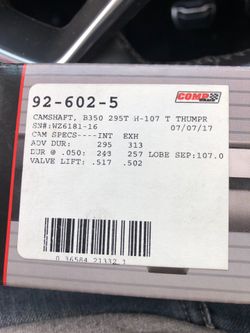 92-602-5
COMP
CAMSHAFT, B350 295T H-107 T THUMPR
SN#:WZ6181-16 07/07/17
CAM SPECS----INT EXH
ADV DUR: 295 313
DUR @ .050: 243 257 LOBE SEP:107.0
VALVE LIFT: .517 .502
0 36584 21332 1